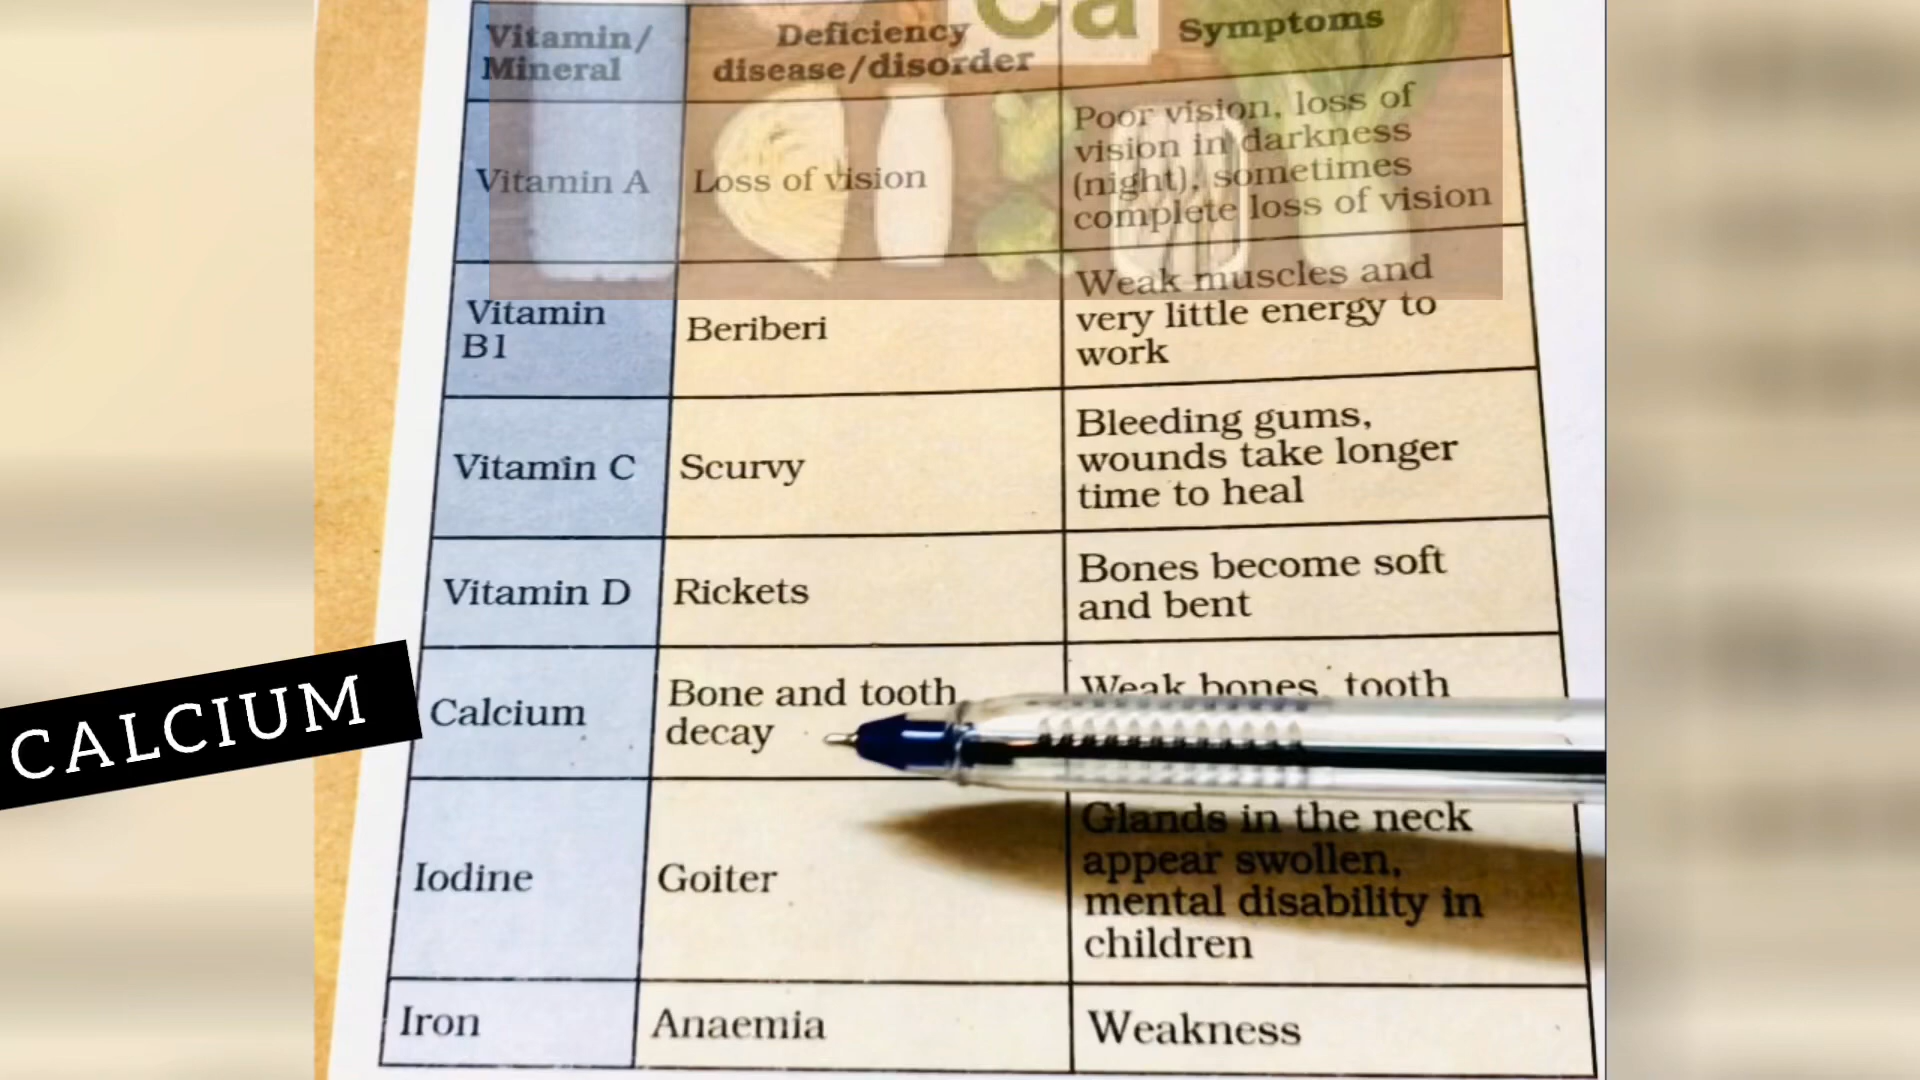 Ca
Vitamin/
Mineral
Deficiency
disease/disorder
Symptoms
Vitamin A
Loss of vision
Poor vision, loss of
vision in darkness
(night), sometimes
complete loss of vision
Vitamin
B1
Beriberi
Weak muscles and
very little energy to
work
Vitamin C
Scurvy
Bleeding gums,
wounds take longer
time to heal
Vitamin D
Rickets
Bones become soft
and bent
CALCIUM
Calcium
Bone and tooth
decay
Weak bones, tooth
Iodine
Goiter
Glands in the neck
appear swollen,
mental disability in
children
Iron
Anaemia
Weakness